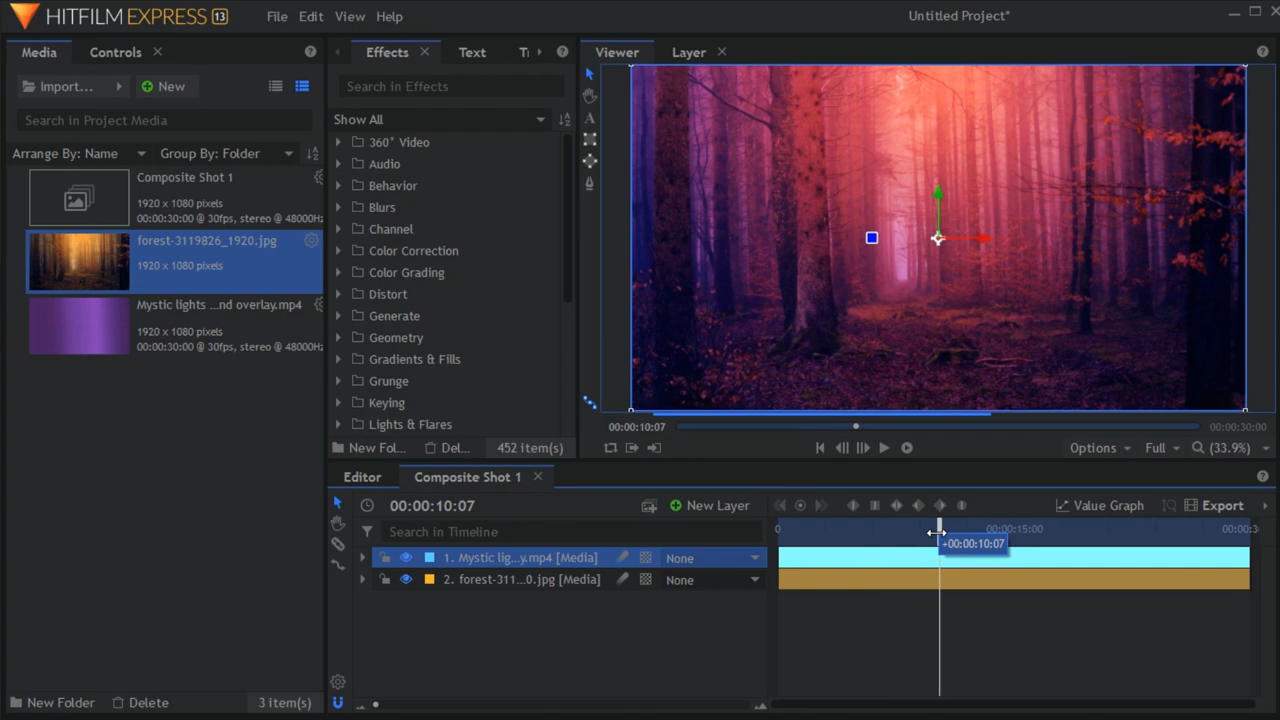 HITFILM EXPRESS 13 File Edit View Help Untitled Project*
Media Controls
Import... New
Search in Project Media
Arrange By: Name Group By: Folder
Composite Shot 1
1920 x 1080 pixels
00:00:30:00 @ 30fps, stereo @ 48000Hz
forest-3119826_1920.jpg
1920 x 1080 pixels
Mystic lights ...nd overlay.mp4
1920 x 1080 pixels
00:00:30:00 @ 30fps, stereo @ 48000Hz
New Folder Delete 3 item(s)
Effects Text
Search in Effects
Show All
360° Video
Audio
Behavior
Blurs
Channel
Color Correction
Color Grading
Distort
Generate
Geometry
Gradients & Fills
Grunge
Keying
Lights & Flares
New Fol... Del... 452 item(s)
Viewer Layer
A
00:00:10:07 00:00:30:00
Options Full (33.9%)
Editor Composite Shot 1
00:00:10:07 New Layer Value Graph Export
Search in Timeline
0 00:00:15:00 00:00:3
+00:00:10:07
1. Mystic lig...y.mp4 [Media] None
2. forest-311...0.jpg [Media] None